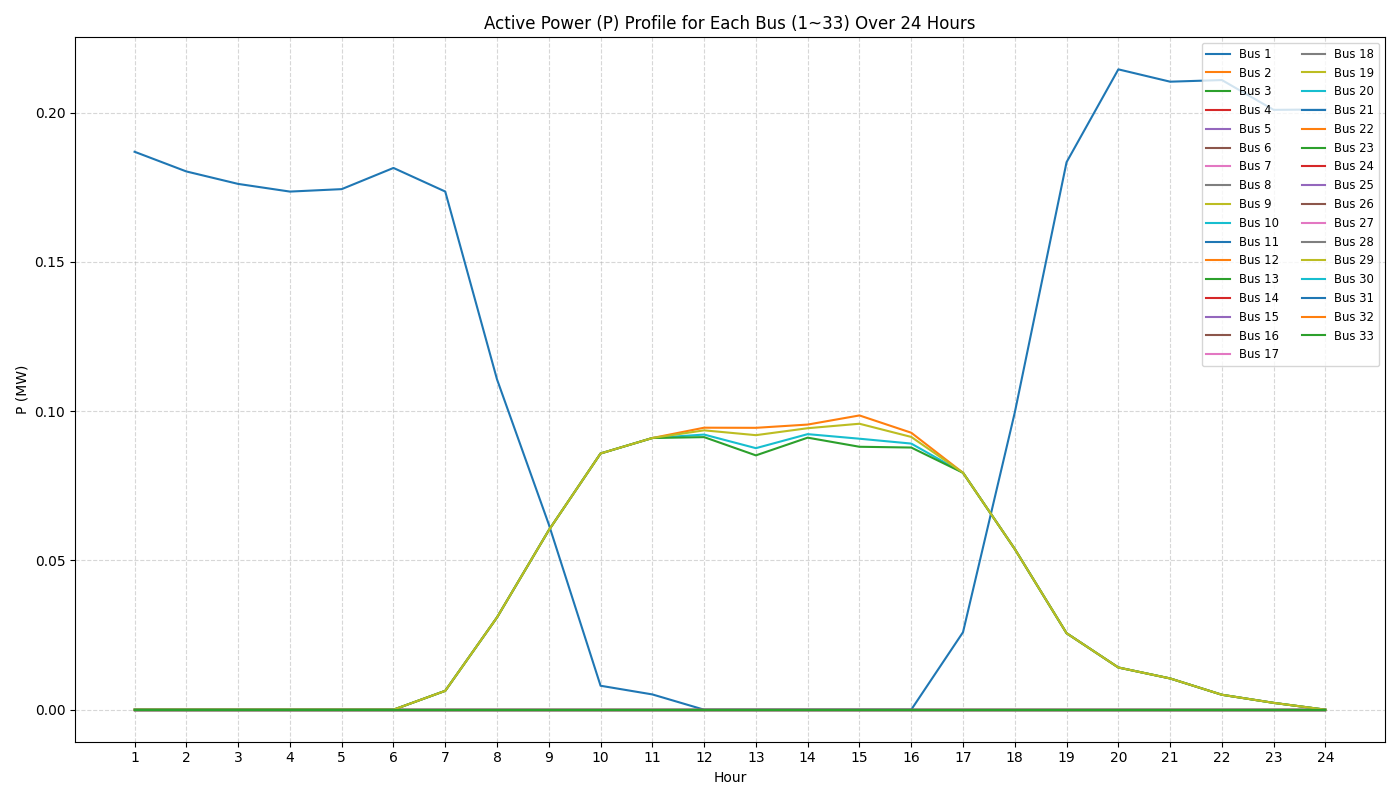 Active Power (P) Profile for Each Bus (1~33) Over 24 Hours
Bus 1
Bus 2
Bus 3
Bus 4
Bus 5
Bus 6
Bus 7
Bus 8
Bus 9
Bus 10
Bus 11
Bus 12
Bus 13
Bus 14
Bus 15
Bus 16
Bus 17
Bus 18
Bus 19
Bus 20
Bus 21
Bus 22
Bus 23
Bus 24
Bus 25
Bus 26
Bus 27
Bus 28
Bus 29
Bus 30
Bus 31
Bus 32
Bus 33
P (MW)
0.20
0.15
0.10
0.05
0.00
1 2 3 4 5 6 7 8 9 10 11 12 13 14 15 16 17 18 19 20 21 22 23 24
Hour